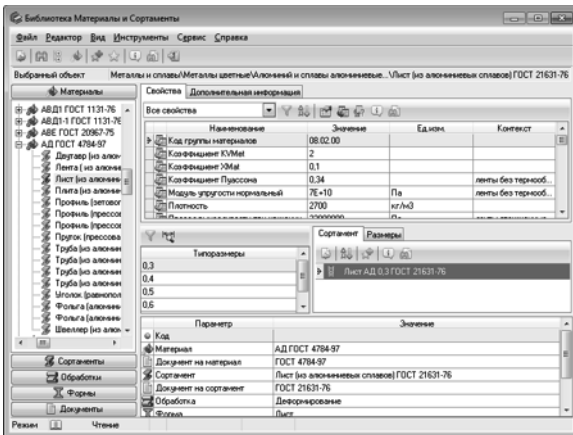 Библиотека Материалы и Сортаменты
Файл Редактор Вид Инструменты Сервис Справка
Выбранный объект Металлы и сплавы\Металлы цветные\Алюминий и сплавы алюминиевые...\Лист (из алюминиевых сплавов) ГОСТ 21631-76
Материалы
АВД1 ГОСТ 1131-76
АВД1-1 ГОСТ 1131-76
АВЕ ГОСТ 20967-75
АД ГОСТ 4784-97
Двутавр (из алюм
Лента ( из алюми
Лист (из алюмини
Плита (из алюмин
Профиль (зетовог
Профиль (прессов
Профиль (прессов
Пруток (прессова
Труба (из алюмин
Труба (из алюмин
Труба (из алюмин
Труба (из алюмин
Уголок (равнопол
Фольга (алюмини
Фольга (алюмини
Швеллер (из алюм
Сортаменты
Обработки
Формы
Документы
Режим Чтение
Свойства Дополнительная информация
Все свойства
Наименование Значение Ед.изм. Контекст
Код группы материалов 08.02.00
Коэффициент KVMat 2
Коэффициент XMat 0,1
Коэффициент Пуассона 0,34 ленты без термооб...
Модуль упругости нормальный 7E+10 Па ленты без термооб...
Плотность 2700 кг/м3
Типоразмеры
0,3
0,4
0,5
0,6
Сортамент Размеры
Лист АД 0,3 ГОСТ 21631-76
Параметр Значение
Код
Материал АД ГОСТ 4784-97
Документ на материал ГОСТ 4784-97
Сортамент Лист (из алюминиевых сплавов) ГОСТ 21631-76
Документ на сортамент ГОСТ 21631-76
Обработка Деформирование
Форма Лист